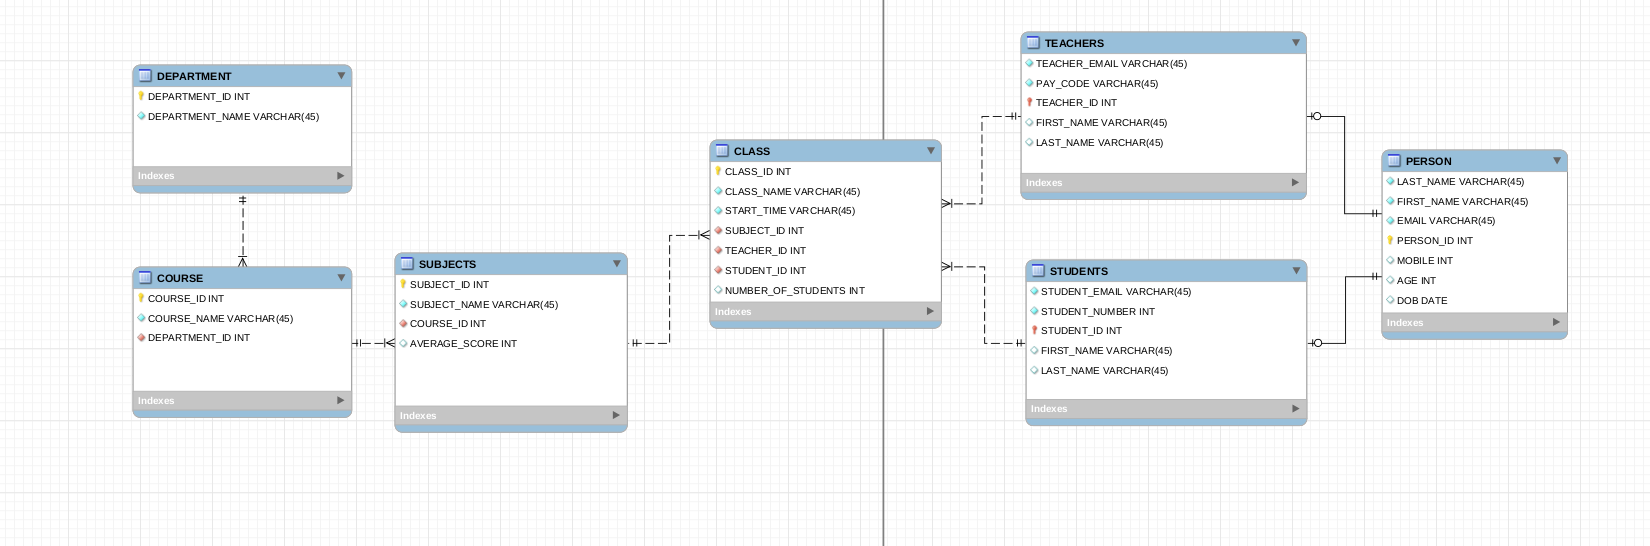 DEPARTMENT
DEPARTMENT_ID INT
DEPARTMENT_NAME VARCHAR(45)
Indexes
COURSE
COURSE_ID INT
COURSE_NAME VARCHAR(45)
DEPARTMENT_ID INT
Indexes
SUBJECTS
SUBJECT_ID INT
SUBJECT_NAME VARCHAR(45)
COURSE_ID INT
AVERAGE_SCORE INT
Indexes
CLASS
CLASS_ID INT
CLASS_NAME VARCHAR(45)
START_TIME VARCHAR(45)
SUBJECT_ID INT
TEACHER_ID INT
STUDENT_ID INT
NUMBER_OF_STUDENTS INT
Indexes
TEACHERS
TEACHER_EMAIL VARCHAR(45)
PAY_CODE VARCHAR(45)
TEACHER_ID INT
FIRST_NAME VARCHAR(45)
LAST_NAME VARCHAR(45)
Indexes
STUDENTS
STUDENT_EMAIL VARCHAR(45)
STUDENT_NUMBER INT
STUDENT_ID INT
FIRST_NAME VARCHAR(45)
LAST_NAME VARCHAR(45)
Indexes
PERSON
LAST_NAME VARCHAR(45)
FIRST_NAME VARCHAR(45)
EMAIL VARCHAR(45)
PERSON_ID INT
MOBILE INT
AGE INT
DOB DATE
Indexes